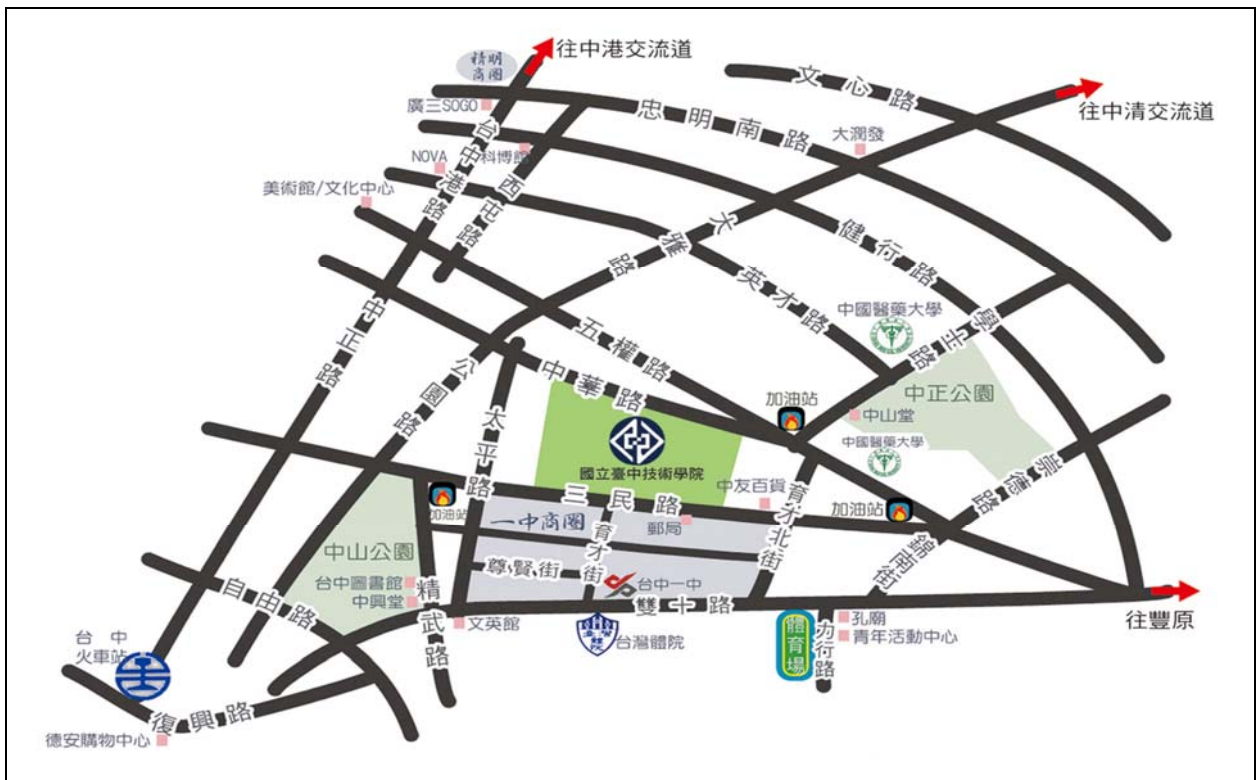 往中港交流道
精明
商圈
文心路
往中清交流道
廣三SOGO
忠明南路
大潤發
台中港路
NOVA
科博館
西屯路
美術館/文化中心
大雅路
健行路
英才路
中國醫藥大學
學士路
五權路
中正路
公園路
中華路
太平路
加油站
中正公園
中山堂
國立臺中技術學院
中國醫藥大學
崇德路
三民路
中友百貨
育才北街
加油站
加油站
一中商圈
郵局
育才街
錦南街
中山公園
尊賢街
台中一中
台中圖書館
中興堂
精武路
自由路
雙十路
往豐原
文英館
台灣體院
體育場
力行路
孔廟
青年活動中心
台中
火車站
復興路
德安購物中心